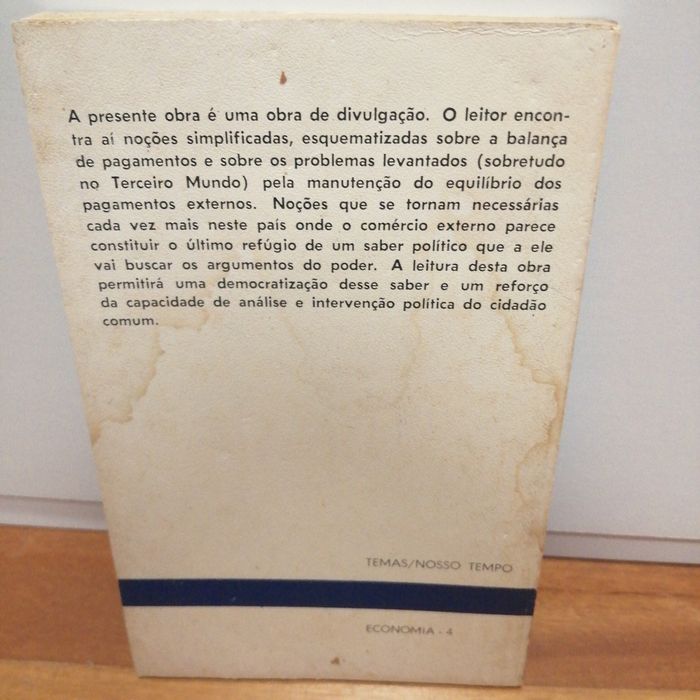 A presente obra é uma obra de divulgação. O leitor encon-
tra aí noções simplificadas, esquematizadas sobre a balança
de pagamentos e sobre os problemas levantados (sobretudo
no Terceiro Mundo) pela manutenção do equilíbrio dos
pagamentos externos. Noções que se tornam necessárias
cada vez mais neste país onde o comércio externo parece
constituir o último refúgio de um saber político que a ele
vai buscar os argumentos do poder. A leitura desta obra
permitirá uma democratização desse saber e um reforço
da capacidade de análise e intervenção política do cidadão
comum.
TEMAS/NOSSO TEMPO
ECONOMIA - 4